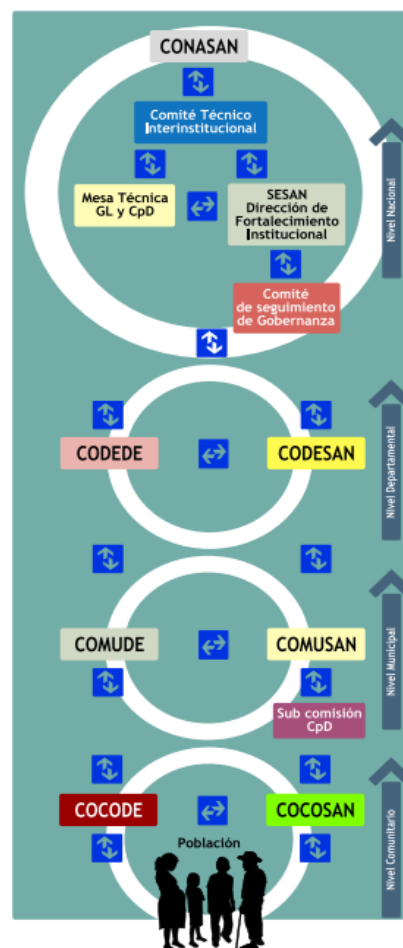 CONASAN
Comité Técnico
Interinstitucional
Mesa Técnica
GL y CpD
SESAN
Dirección de
Fortalecimiento
Institucional
Comité
de seguimiento
de Gobernanza
Nivel Nacional
CODEDE
CODESAN
Nivel Departamental
COMUDE
COMUSAN
Sub comisión
CpD
Nivel Municipal
COCODE
COCOSAN
Población
Nivel Comunitario